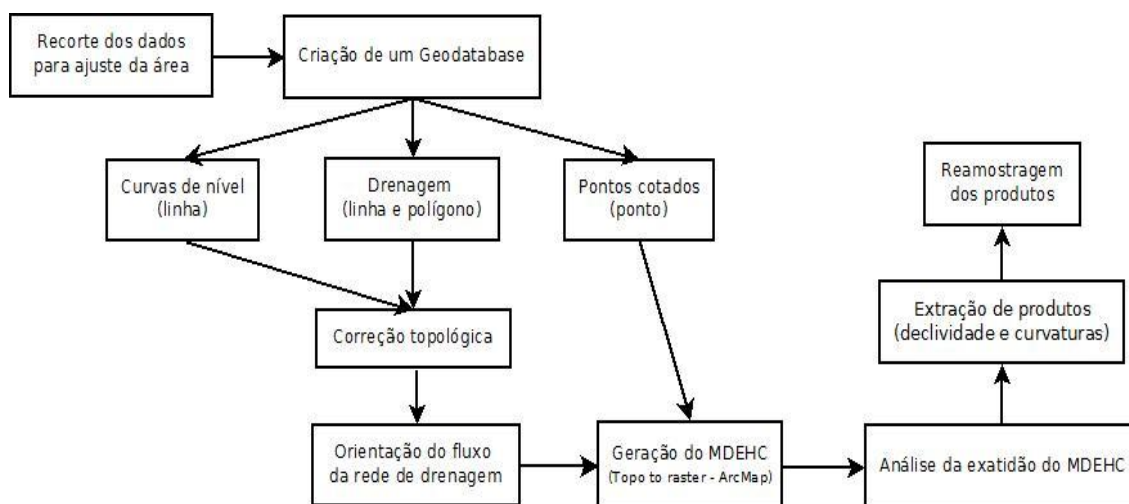 Recorte dos dados
para ajuste da área
Criação de um Geodatabase
Curvas de nível
(linha)
Drenagem
(linha e polígono)
Pontos cotados
(ponto)
Reamostragem
dos produtos
Correção topológica
Extração de produtos
(declividade e curvaturas)
Orientação do fluxo
da rede de drenagem
Geração do MDEHC
(Topo to raster - ArcMap)
Análise da exatidão do MDEHC